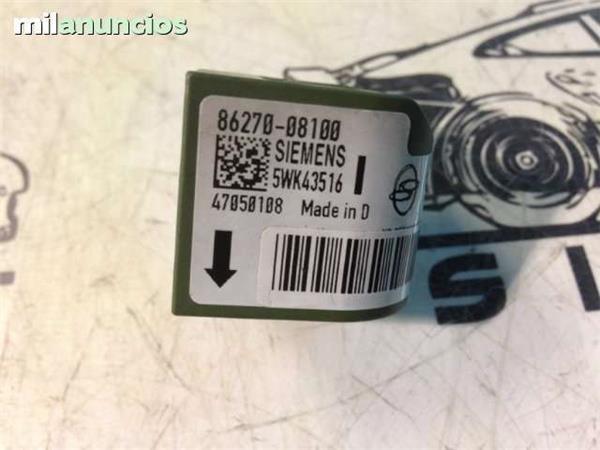 milanuncios
86270-08100
SIEMENS
5WK43516 I
47050108 Made in D
S I